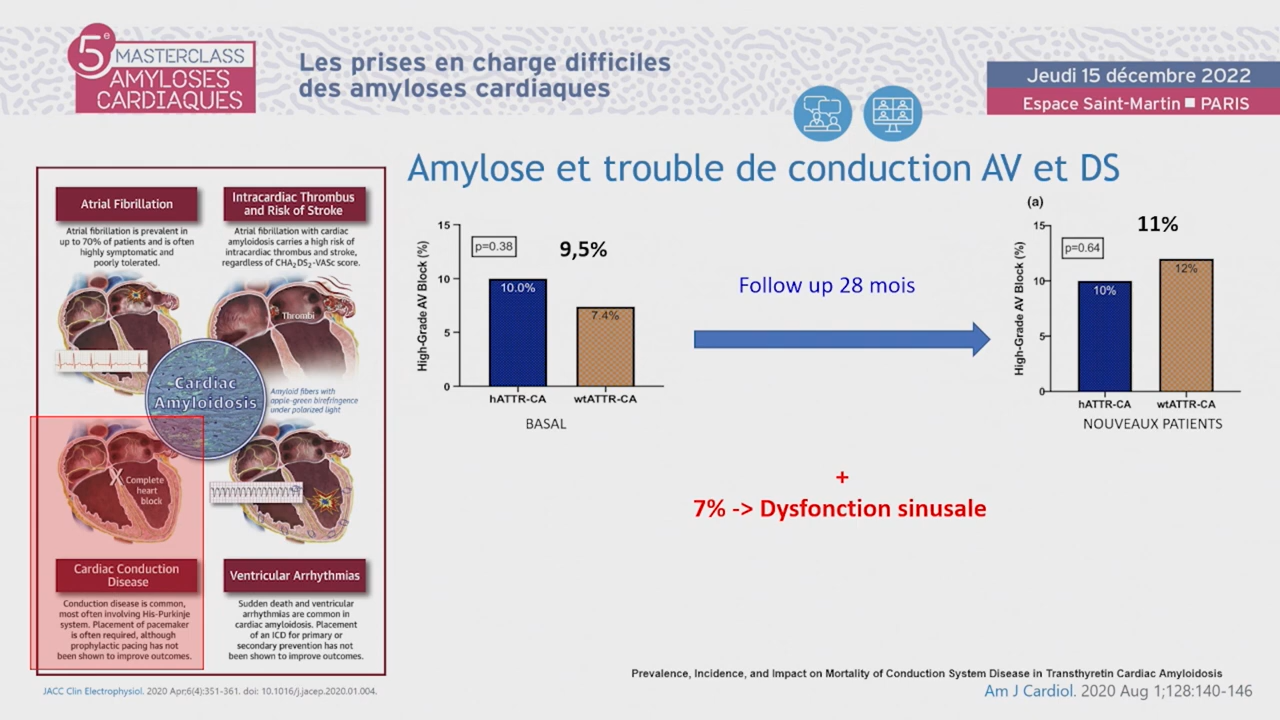 5e MASTERCLASS
AMYLOSES
CARDIAQUES
Les prises en charge difficiles
des amyloses cardiaques
Jeudi 15 décembre 2022
Espace Saint-Martin ■ PARIS
Amylose et trouble de conduction AV et DS
Atrial Fibrillation
Atrial fibrillation is prevalent in
up to 70% of patients and is often
highly symptomatic and
poorly tolerated.
Intracardiac Thrombus
and Risk of Stroke
Atrial fibrillation with cardiac
amyloidosis carries a high risk of
intracardiac thrombus and stroke,
regardless of CHA2DS2-VASc score.
Thrombi
Cardiac
Amyloidosis
Amyloid fibers with
apple-green birefringence
under polarized light
Complete
heart
block
Cardiac Conduction
Disease
Conduction disease is common,
most often involving His-Purkinje
system. Placement of pacemaker
is often required, although
prophylactic pacing has not
been shown to improve outcomes.
Ventricular Arrhythmias
Sudden death and ventricular
arrhythmias are common in
cardiac amyloidosis. Placement
of an ICD for primary or
secondary prevention has not
been shown to improve outcomes.
JACC Clin Electrophysiol. 2020 Apr;6(4):351-361. doi: 10.1016/j.jacep.2020.01.004.
High-Grade AV Block (%)
15
10
5
0
p=0.38
9,5%
10.0%
7.4%
hATTR-CA
wtATTR-CA
BASAL
Follow up 28 mois
(a)
High-Grade AV Block (%)
15
10
5
0
p=0.64
11%
10%
12%
hATTR-CA
wtATTR-CA
NOUVEAUX PATIENTS
+
7% -> Dysfonction sinusale
Prevalence, Incidence, and Impact on Mortality of Conduction System Disease in Transthyretin Cardiac Amyloidosis
Am J Cardiol. 2020 Aug 1;128:140-146